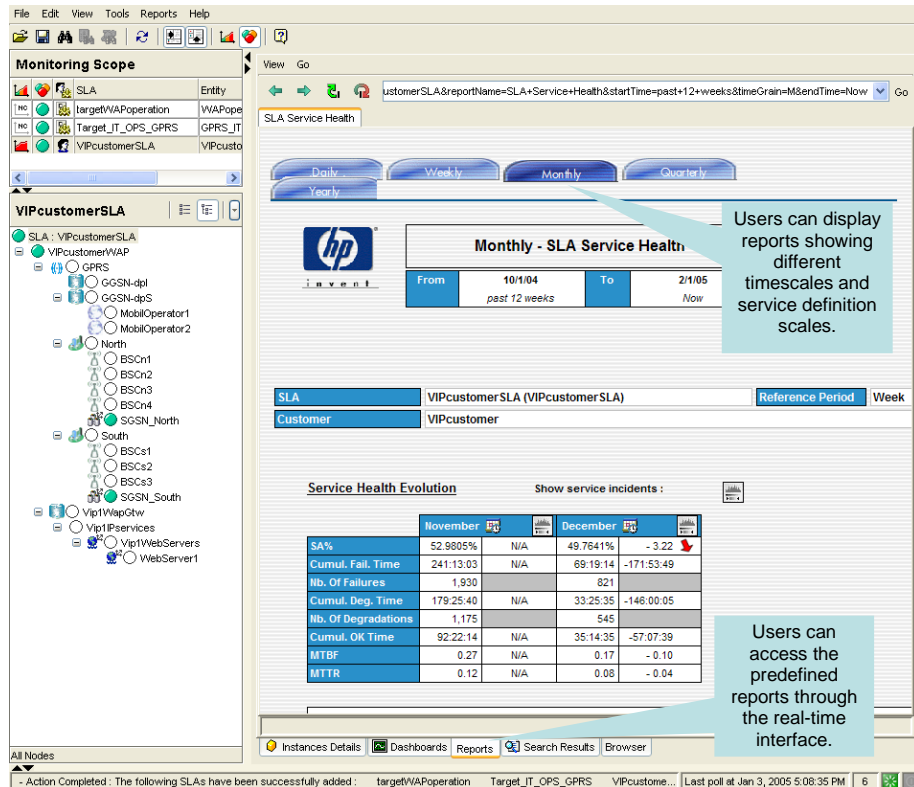 File Edit View Tools Reports Help
Monitoring Scope
SLA Entity
targetWAPoperation WAPope
Target_IT_OPS_GPRS GPRS_IT
VIPcustomerSLA VIPcusto
VIPcustomerSLA
SLA : VIPcustomerSLA
VIPcustomerWAP
GPRS
GGSN-dpl
GGSN-dpS
MobilOperator1
MobilOperator2
North
BSCn1
BSCn2
BSCn3
BSCn4
SGSN_North
South
BSCs1
BSCs2
BSCs3
SGSN_South
Vip1WapGtw
Vip1IPservices
Vip1WebServers
WebServer1
All Nodes
View Go
ustomerSLA&reportName=SLA+Service+Health&startTime=past+12+weeks&timeGrain=M&endTime=Now Go
SLA Service Health
Daily Weekly Monthly Quarterly
Yearly
hp
invent
Monthly - SLA Service Health
From 10/1/04 To 2/1/05
past 12 weeks Now
Users can display
reports showing
different
timescales and
service definition
scales.
SLA VIPcustomerSLA (VIPcustomerSLA) Reference Period Week
Customer VIPcustomer
Service Health Evolution Show service incidents :
November December
SA% 52.9805% N/A 49.7641% - 3.22
Cumul. Fail. Time 241:13:03 N/A 69:19:14 -171:53:49
Nb. Of Failures 1,930 821
Cumul. Deg. Time 179:25:40 N/A 33:25:35 -146:00:05
Nb. Of Degradations 1,175 545
Cumul. OK Time 92:22:14 N/A 35:14:35 -57:07:39
MTBF 0.27 N/A 0.17 - 0.10
MTTR 0.12 N/A 0.08 - 0.04
Users can
access the
predefined
reports through
the real-time
interface.
Instances Details Dashboards Reports Search Results Browser
- Action Completed : The following SLAs have been successfully added : targetWAPoperation Target_IT_OPS_GPRS VIPcustome... Last poll at Jan 3, 2005 5:08:35 PM 6